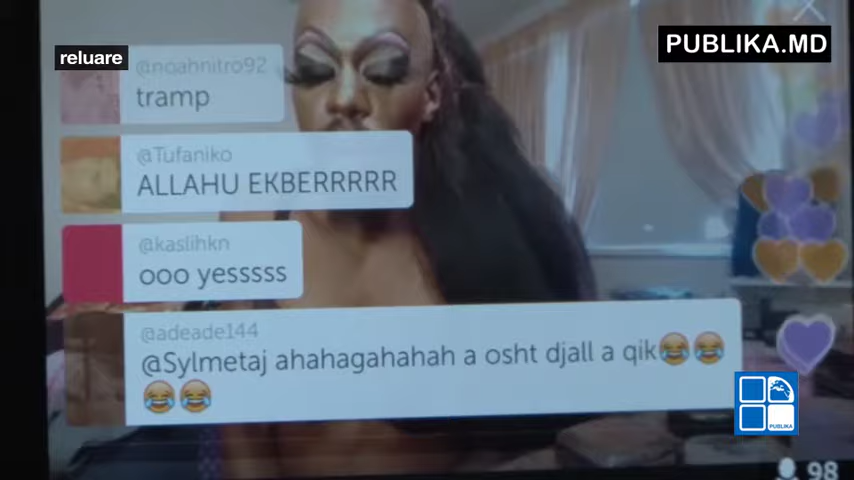 reluare
PUBLIKA.MD
@noahnitro92
tramp
@Tufaniko
ALLAHU EKBERRRRR
@kaslihkn
ooo yesssss
@adeade144
@Sylmetaj ahahagahahah a osht djall a qik😂😂
😂😂
PUBLIKA
98